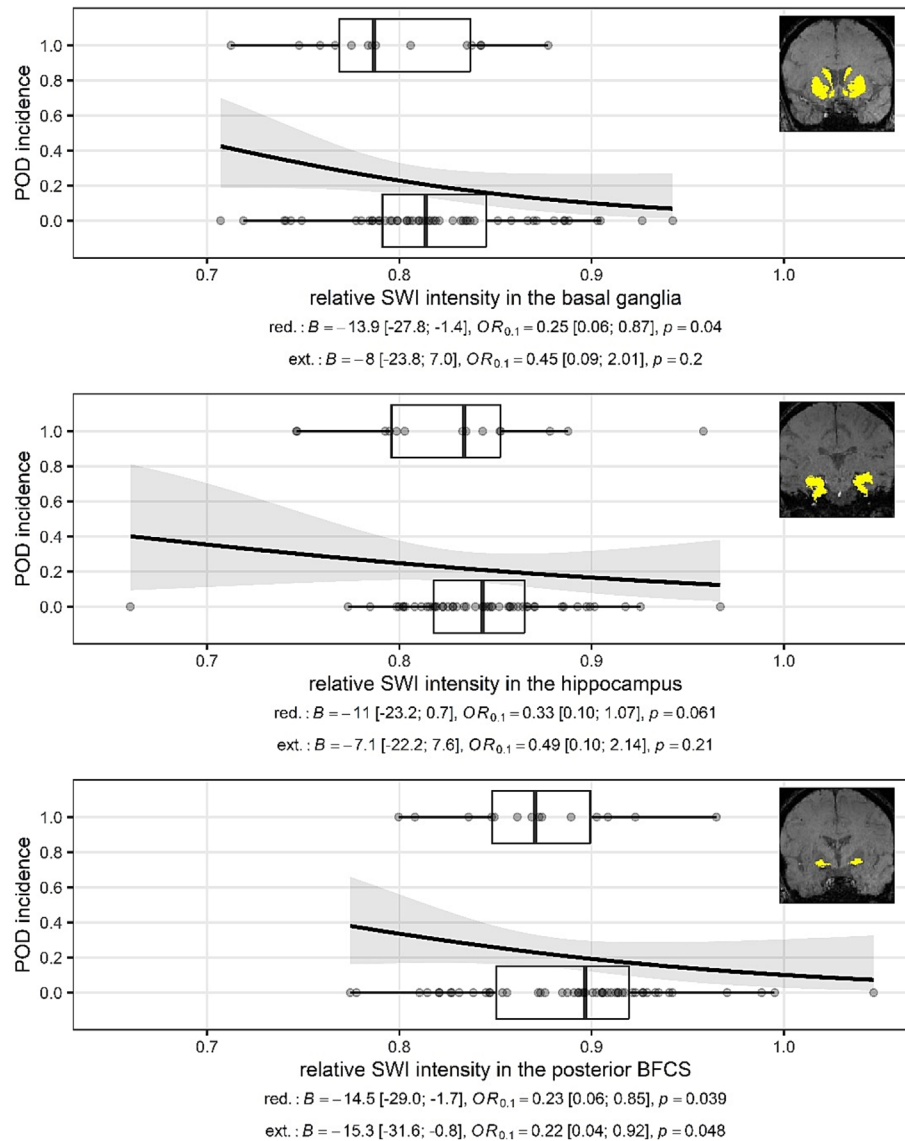 POD incidence
1.0
0.8
0.6
0.4
0.2
0.0
0.7 0.8 0.9 1.0
relative SWI intensity in the basal ganglia
red.: B = −13.9 [-27.8; -1.4], OR0.1 = 0.25 [0.06; 0.87], p = 0.04
ext.: B = −8 [-23.8; 7.0], OR0.1 = 0.45 [0.09; 2.01], p = 0.2
POD incidence
1.0
0.8
0.6
0.4
0.2
0.0
0.7 0.8 0.9 1.0
relative SWI intensity in the hippocampus
red.: B = −11 [-23.2; 0.7], OR0.1 = 0.33 [0.10; 1.07], p = 0.061
ext.: B = −7.1 [-22.2; 7.6], OR0.1 = 0.49 [0.10; 2.14], p = 0.21
POD incidence
1.0
0.8
0.6
0.4
0.2
0.0
0.7 0.8 0.9 1.0
relative SWI intensity in the posterior BFCS
red.: B = −14.5 [-29.0; -1.7], OR0.1 = 0.23 [0.06; 0.85], p = 0.039
ext.: B = −15.3 [-31.6; -0.8], OR0.1 = 0.22 [0.04; 0.92], p = 0.048